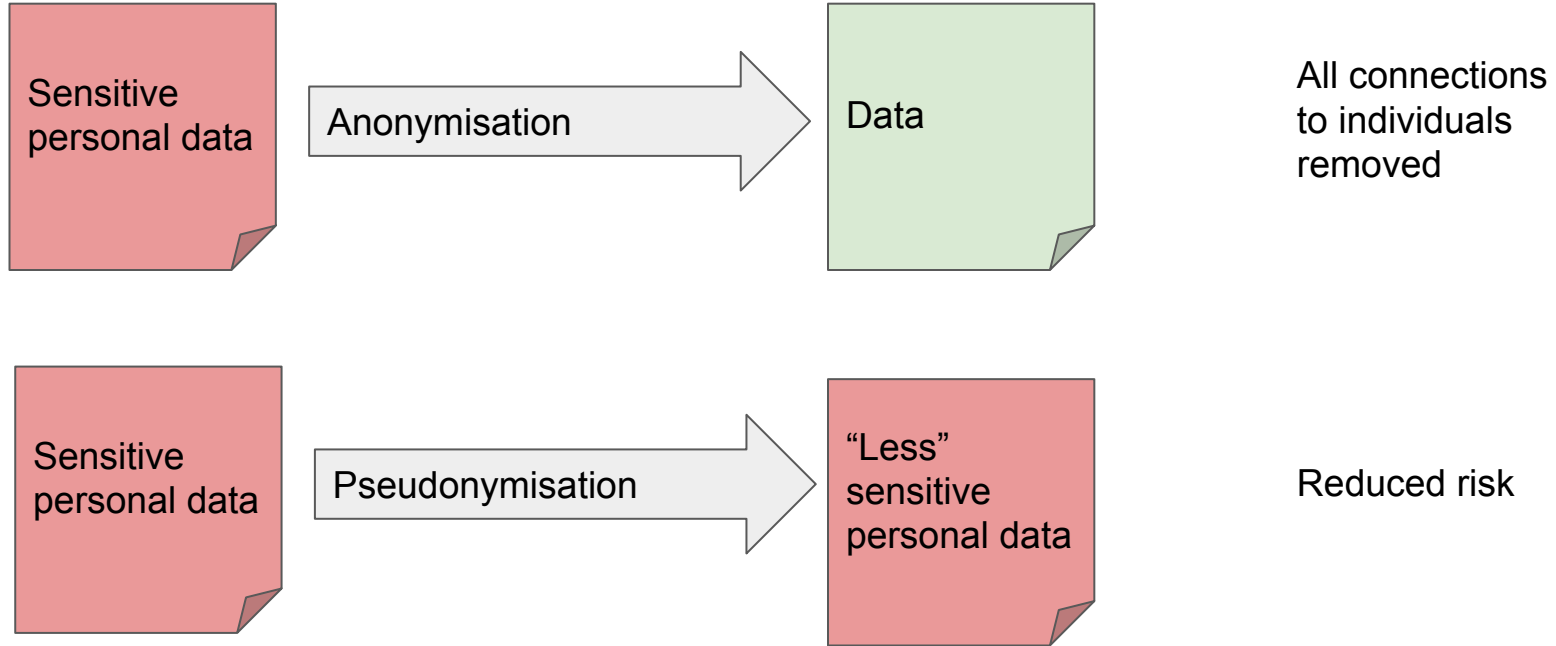 Sensitive
personal data
Anonymisation
Data
All connections
to individuals
removed
Sensitive
personal data
Pseudonymisation
“Less”
sensitive
personal data
Reduced risk